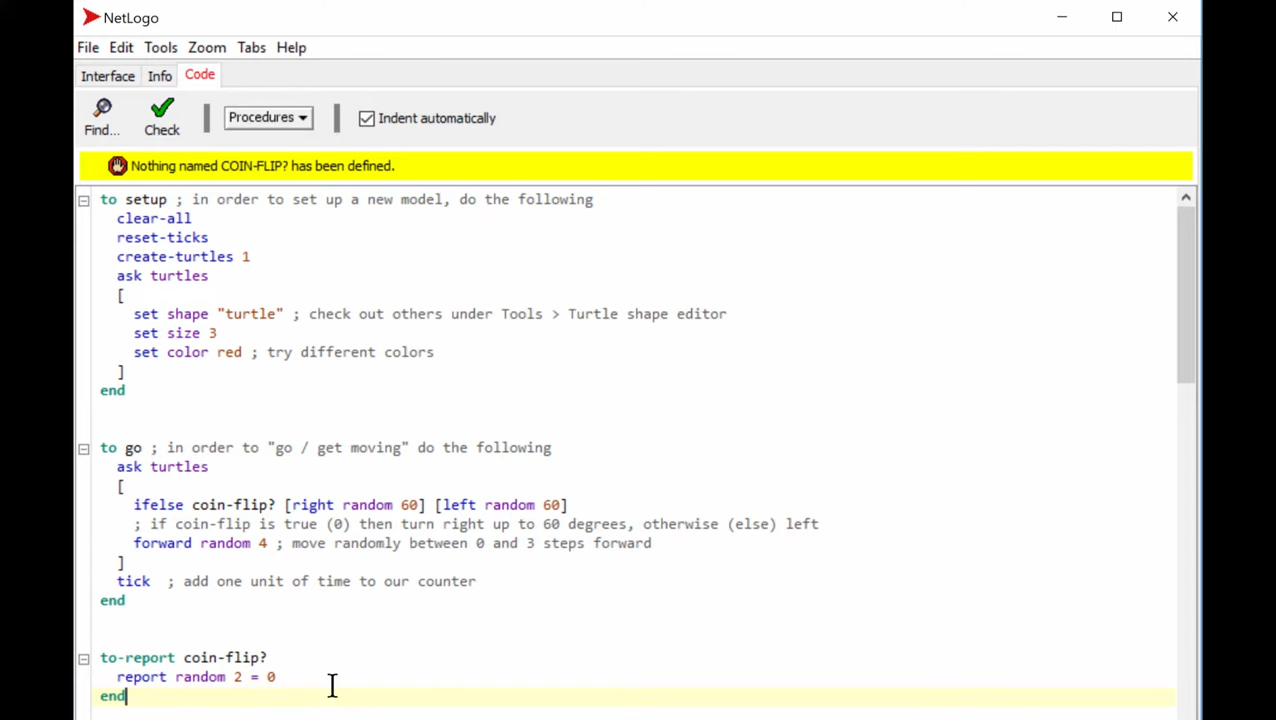 NetLogo
File Edit Tools Zoom Tabs Help
Interface Info Code
Find... Check Procedures Indent automatically
Nothing named COIN-FLIP? has been defined.
to setup ; in order to set up a new model, do the following
clear-all
reset-ticks
create-turtles 1
ask turtles
[
set shape "turtle" ; check out others under Tools > Turtle shape editor
set size 3
set color red ; try different colors
]
end
to go ; in order to "go / get moving" do the following
ask turtles
[
ifelse coin-flip? [right random 60] [left random 60]
; if coin-flip is true (0) then turn right up to 60 degrees, otherwise (else) left
forward random 4 ; move randomly between 0 and 3 steps forward
]
tick ; add one unit of time to our counter
end
to-report coin-flip?
report random 2 = 0
end